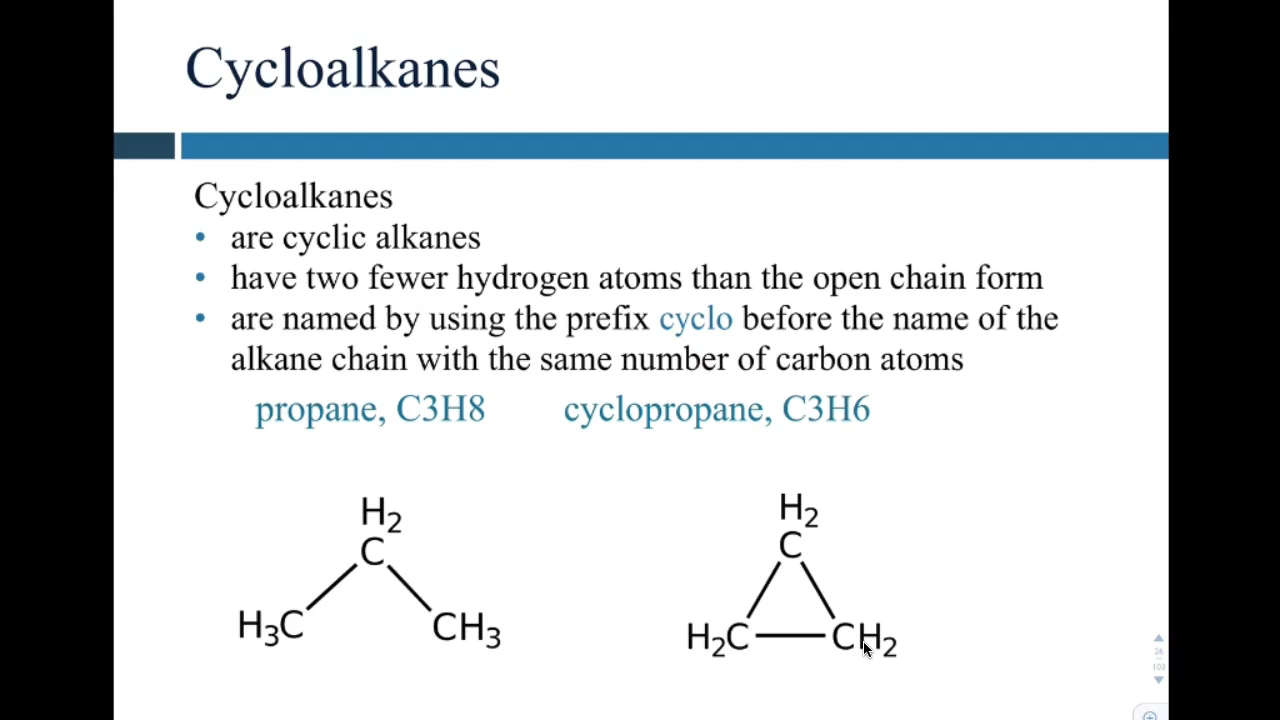 Cycloalkanes
Cycloalkanes
• are cyclic alkanes
• have two fewer hydrogen atoms than the open chain form
• are named by using the prefix cyclo before the name of the
alkane chain with the same number of carbon atoms
propane, C3H8 cyclopropane, C3H6
H2
C
H3C CH3
H2
C
H2C CH2
26
103